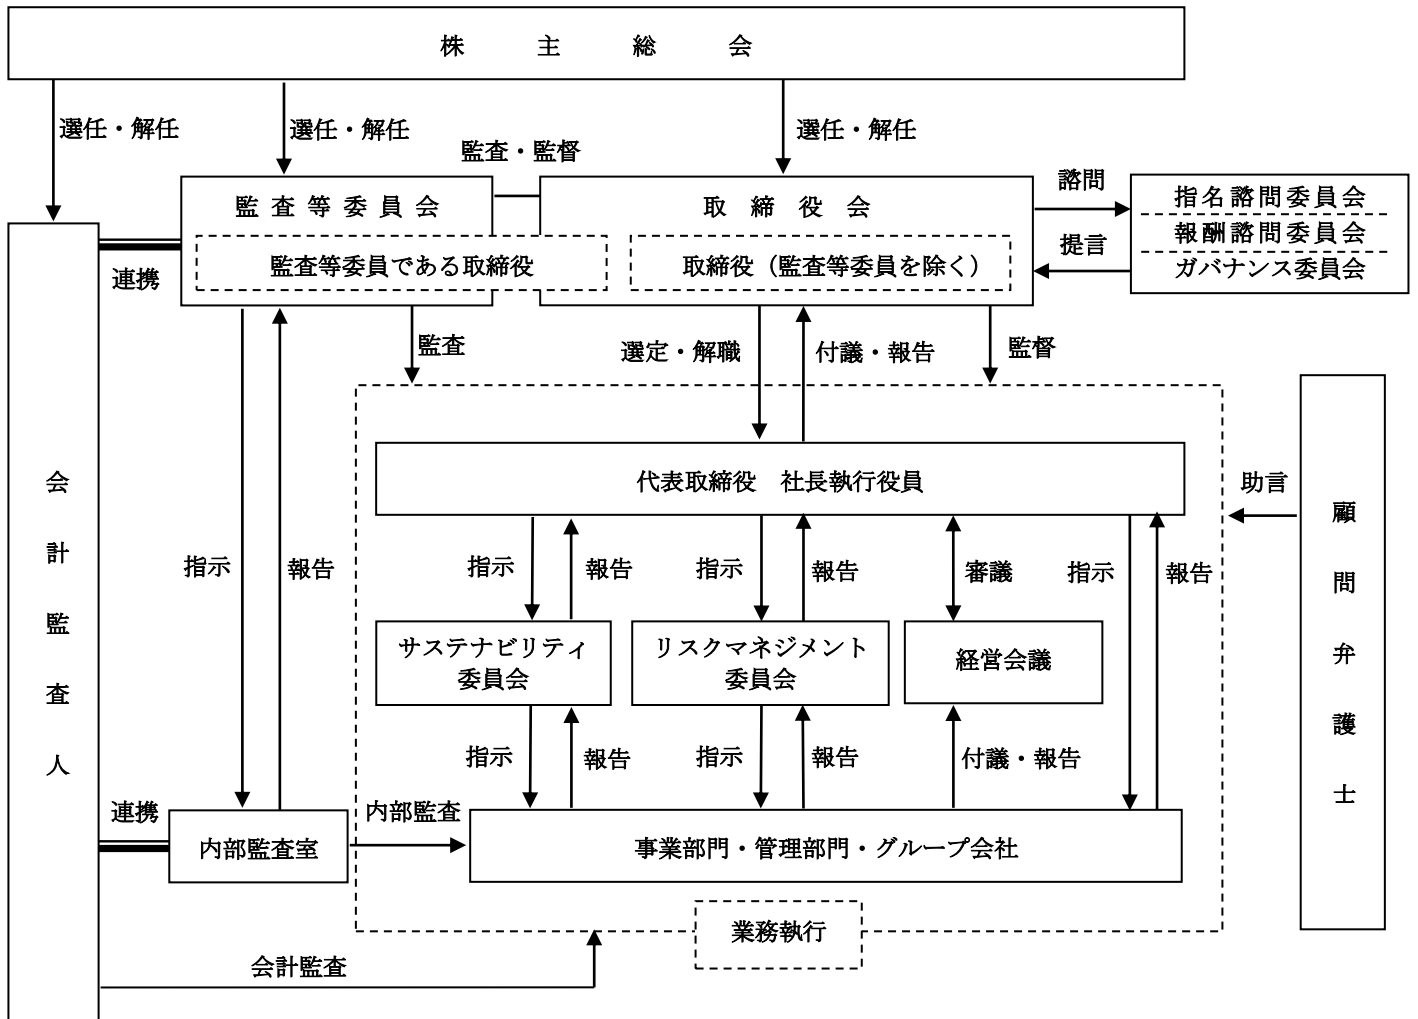 株主総会
選任・解任
選任・解任
選任・解任
監査・監督
監査等委員会
監査等委員である取締役
取締役会
取締役（監査等委員を除く）
諮問
提言
指名諮問委員会
報酬諮問委員会
ガバナンス委員会
連携
監査
選定・解職
付議・報告
監督
会計監査人
代表取締役　社長執行役員
助言
顧問弁護士
指示
報告
指示
報告
指示
報告
審議
指示
報告
サステナビリティ
委員会
リスクマネジメント
委員会
経営会議
指示
報告
指示
報告
付議・報告
連携
内部監査室
内部監査
事業部門・管理部門・グループ会社
業務執行
会計監査